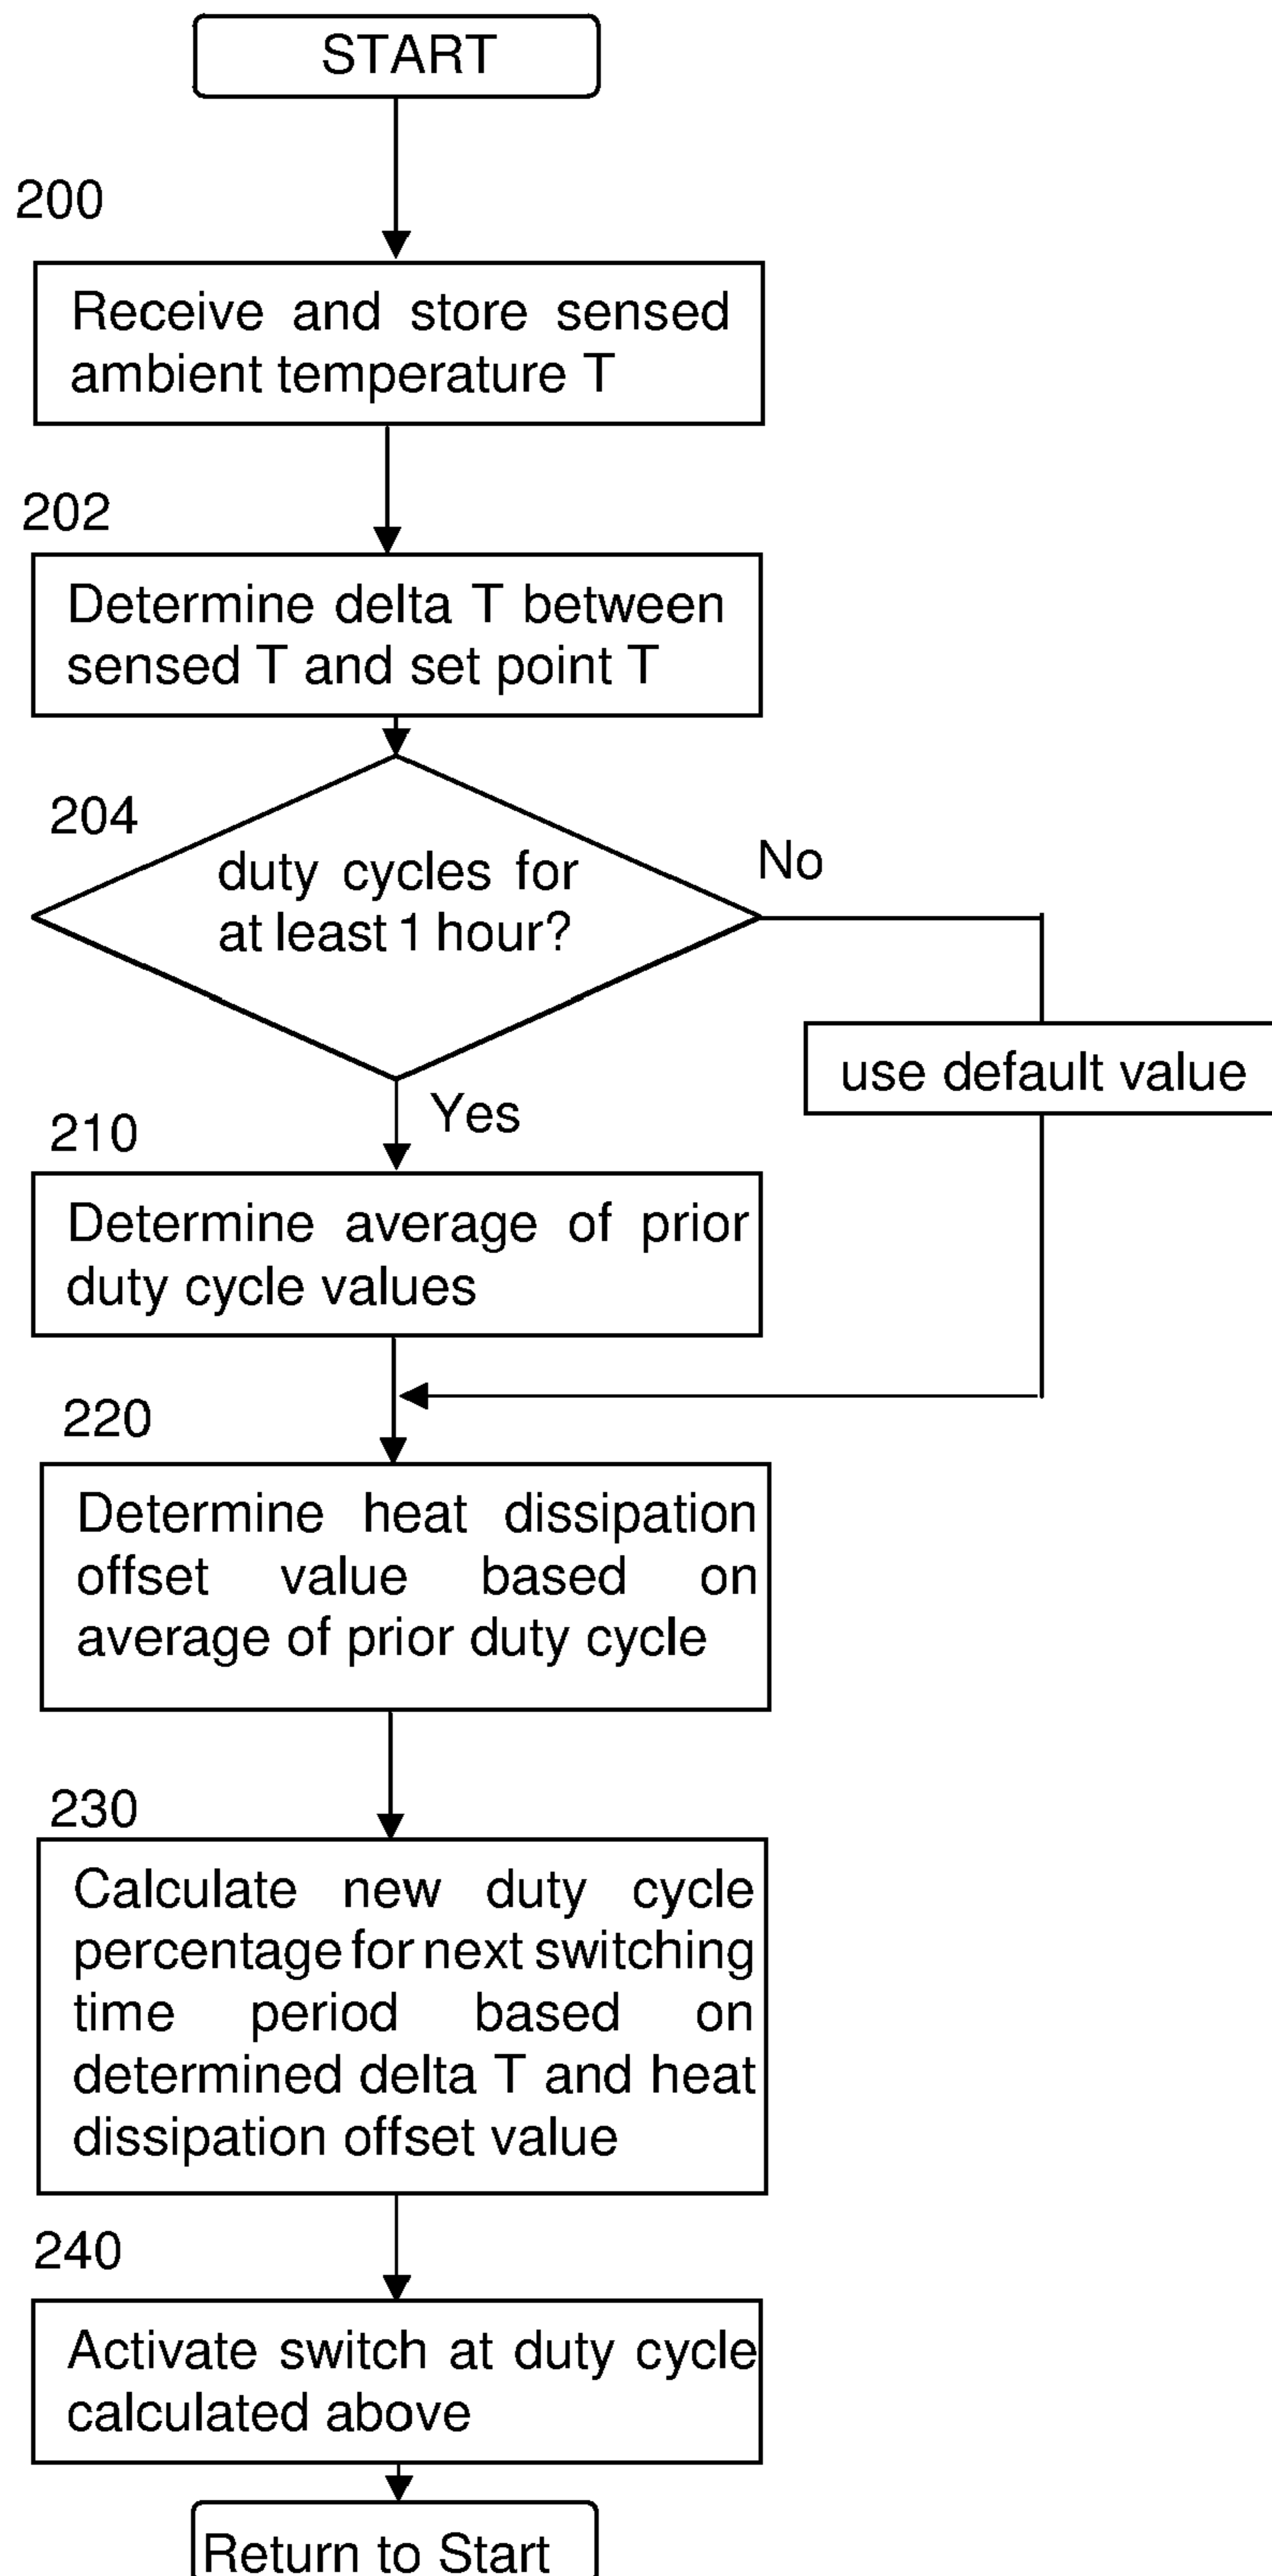 START
200
Receive and store sensed
ambient temperature T
202
Determine delta T between
sensed T and set point T
204
duty cycles for
at least 1 hour?
No
use default value
Yes
210
Determine average of prior
duty cycle values
220
Determine heat dissipation
offset value based on
average of prior duty cycle
230
Calculate new duty cycle
percentage for next switching
time period based on
determined delta T and heat
dissipation offset value
240
Activate switch at duty cycle
calculated above
Return to Start